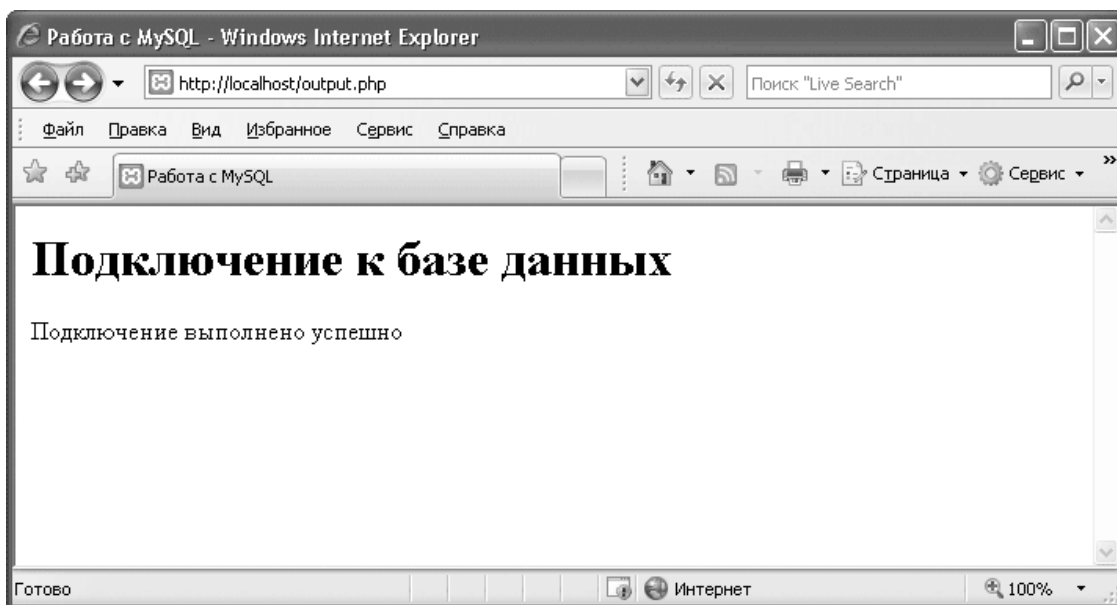 Работа с MySQL - Windows Internet Explorer
http://localhost/output.php
Поиск "Live Search"
Файл Правка Вид Избранное Сервис Справка
Работа с MySQL
Страница Сервис »
Подключение к базе данных
Подключение выполнено успешно
Готово
Интернет
100%